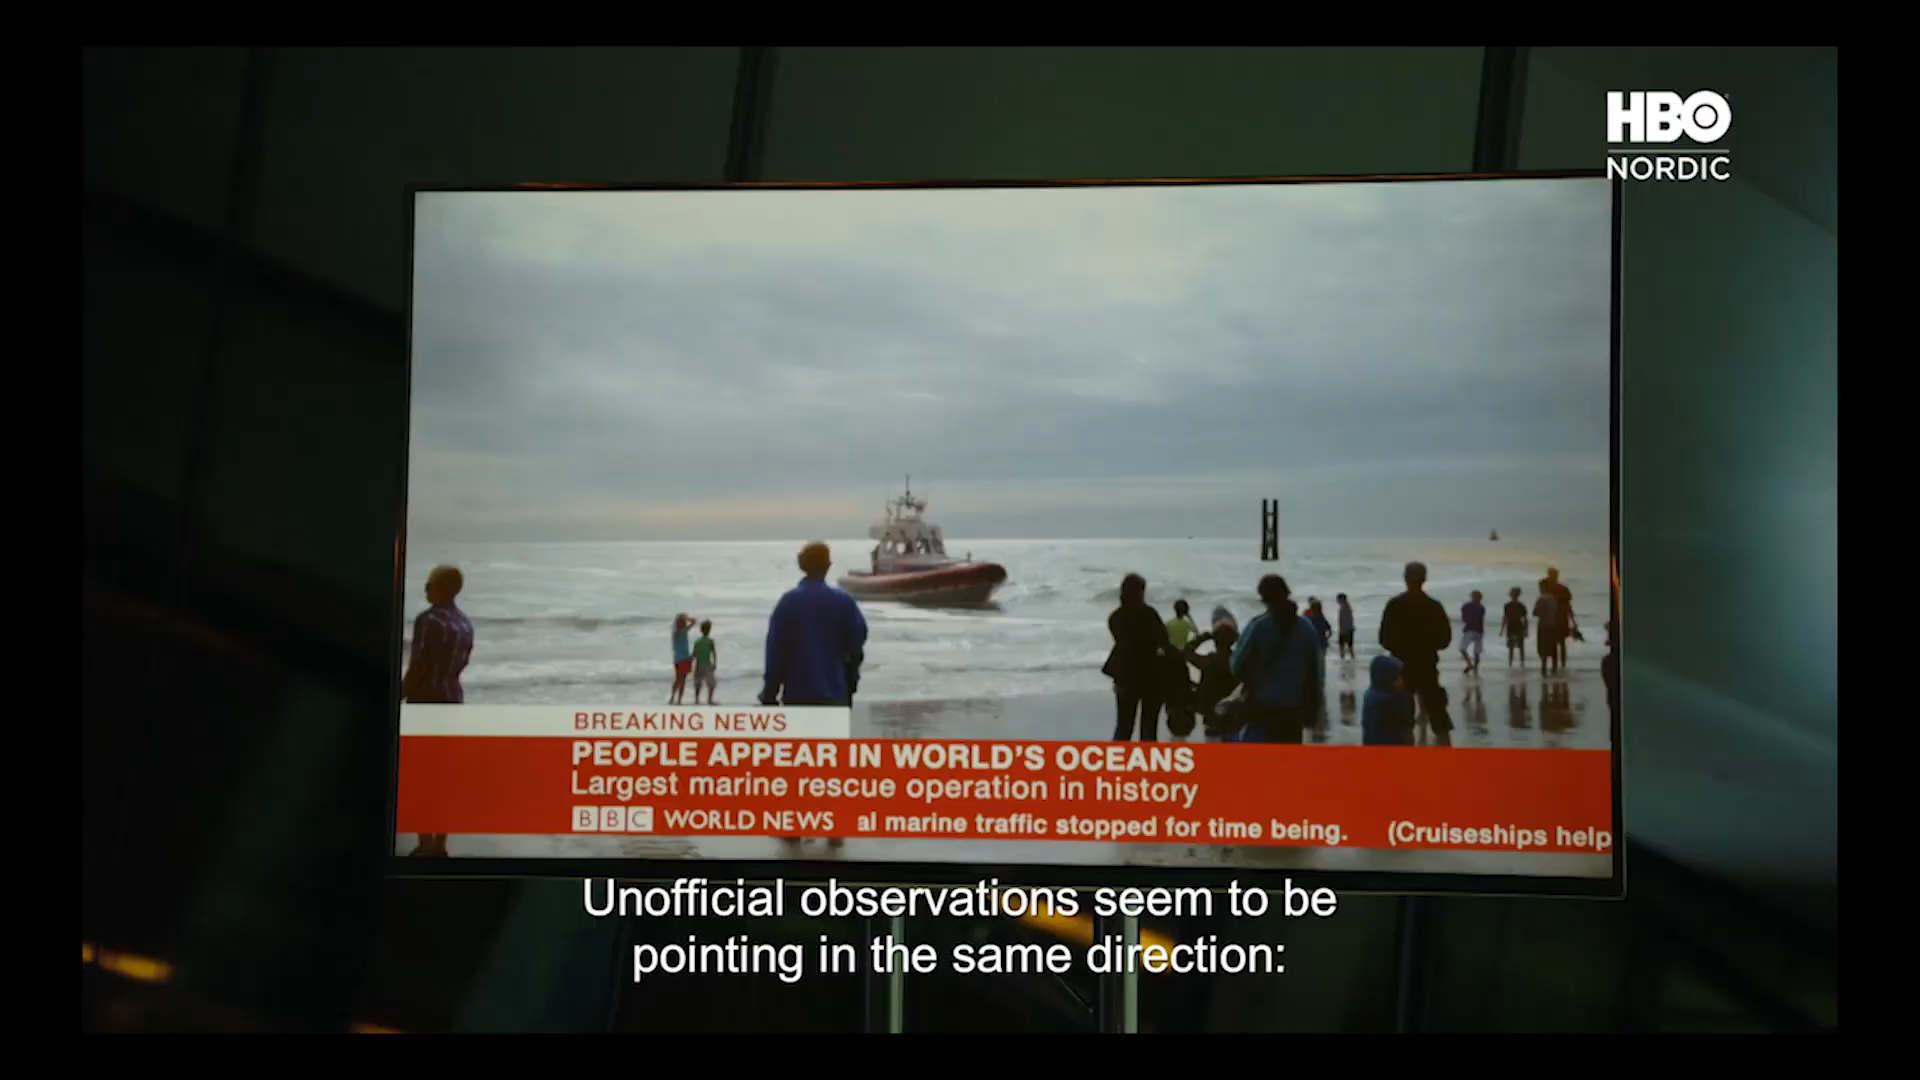 HBO
NORDIC
BREAKING NEWS
PEOPLE APPEAR IN WORLD'S OCEANS
Largest marine rescue operation in history
BBC WORLD NEWS al marine traffic stopped for time being. (Cruiseships help
Unofficial observations seem to be
pointing in the same direction: